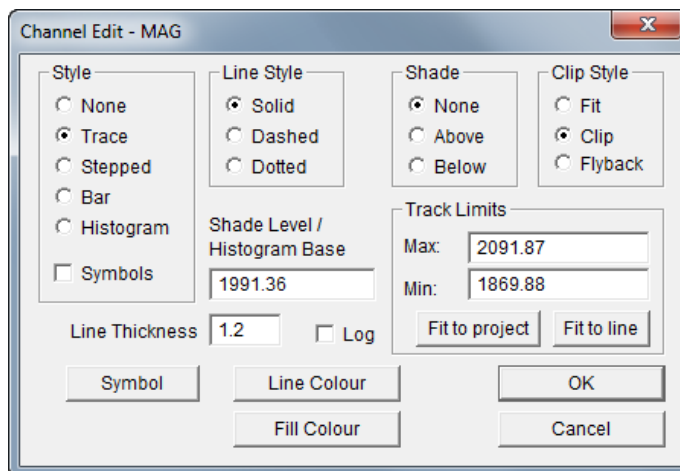 Channel Edit - MAG
Style
None
Trace
Stepped
Bar
Histogram
Symbols
Line Style
Solid
Dashed
Dotted
Shade
None
Above
Below
Clip Style
Fit
Clip
Flyback
Shade Level /
Histogram Base
1991.36
Track Limits
Max: 2091.87
Min: 1869.88
Fit to project Fit to line
Line Thickness 1.2 Log
Symbol Line Colour OK
Fill Colour Cancel